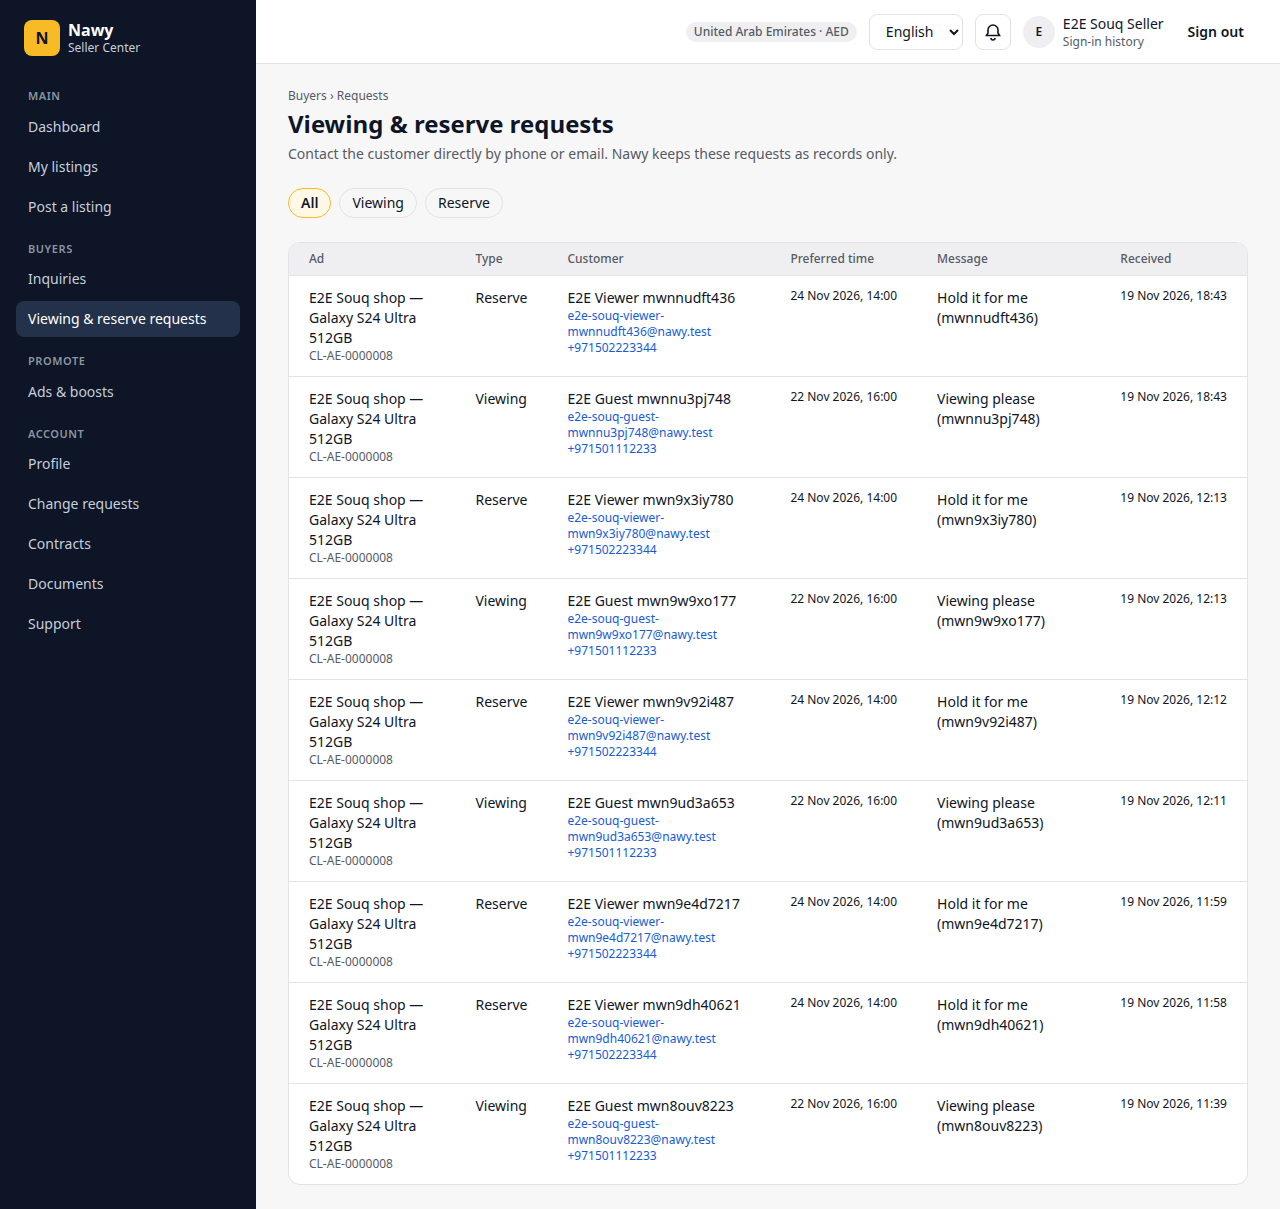 N
Nawy
Seller Center
United Arab Emirates · AED
English
E
E2E Souq Seller
Sign-in history
Sign out
MAIN
Dashboard
My listings
Post a listing
BUYERS
Inquiries
Viewing & reserve requests
PROMOTE
Ads & boosts
ACCOUNT
Profile
Change requests
Contracts
Documents
Support
Buyers › Requests
Viewing & reserve requests
Contact the customer directly by phone or email. Nawy keeps these requests as records only.
All
Viewing
Reserve
Ad Type Customer Preferred time Message Received
E2E Souq shop — Reserve E2E Viewer mwnnudft436 24 Nov 2026, 14:00 Hold it for me 19 Nov 2026, 18:43
Galaxy S24 Ultra e2e-souq-viewer- (mwnnudft436)
512GB mwnnudft436@nawy.test
CL-AE-0000008 +971502223344
E2E Souq shop — Viewing E2E Guest mwnnu3pj748 22 Nov 2026, 16:00 Viewing please 19 Nov 2026, 18:43
Galaxy S24 Ultra e2e-souq-guest- (mwnnu3pj748)
512GB mwnnu3pj748@nawy.test
CL-AE-0000008 +971501112233
E2E Souq shop — Reserve E2E Viewer mwn9x3iy780 24 Nov 2026, 14:00 Hold it for me 19 Nov 2026, 12:13
Galaxy S24 Ultra e2e-souq-viewer- (mwn9x3iy780)
512GB mwn9x3iy780@nawy.test
CL-AE-0000008 +971502223344
E2E Souq shop — Viewing E2E Guest mwn9w9xo177 22 Nov 2026, 16:00 Viewing please 19 Nov 2026, 12:13
Galaxy S24 Ultra e2e-souq-guest- (mwn9w9xo177)
512GB mwn9w9xo177@nawy.test
CL-AE-0000008 +971501112233
E2E Souq shop — Reserve E2E Viewer mwn9v92i487 24 Nov 2026, 14:00 Hold it for me 19 Nov 2026, 12:12
Galaxy S24 Ultra e2e-souq-viewer- (mwn9v92i487)
512GB mwn9v92i487@nawy.test
CL-AE-0000008 +971502223344
E2E Souq shop — Viewing E2E Guest mwn9ud3a653 22 Nov 2026, 16:00 Viewing please 19 Nov 2026, 12:11
Galaxy S24 Ultra e2e-souq-guest- (mwn9ud3a653)
512GB mwn9ud3a653@nawy.test
CL-AE-0000008 +971501112233
E2E Souq shop — Reserve E2E Viewer mwn9e4d7217 24 Nov 2026, 14:00 Hold it for me 19 Nov 2026, 11:59
Galaxy S24 Ultra e2e-souq-viewer- (mwn9e4d7217)
512GB mwn9e4d7217@nawy.test
CL-AE-0000008 +971502223344
E2E Souq shop — Reserve E2E Viewer mwn9dh40621 24 Nov 2026, 14:00 Hold it for me 19 Nov 2026, 11:58
Galaxy S24 Ultra e2e-souq-viewer- (mwn9dh40621)
512GB mwn9dh40621@nawy.test
CL-AE-0000008 +971502223344
E2E Souq shop — Viewing E2E Guest mwn8ouv8223 22 Nov 2026, 16:00 Viewing please 19 Nov 2026, 11:39
Galaxy S24 Ultra e2e-souq-guest- (mwn8ouv8223)
512GB mwn8ouv8223@nawy.test
CL-AE-0000008 +971501112233